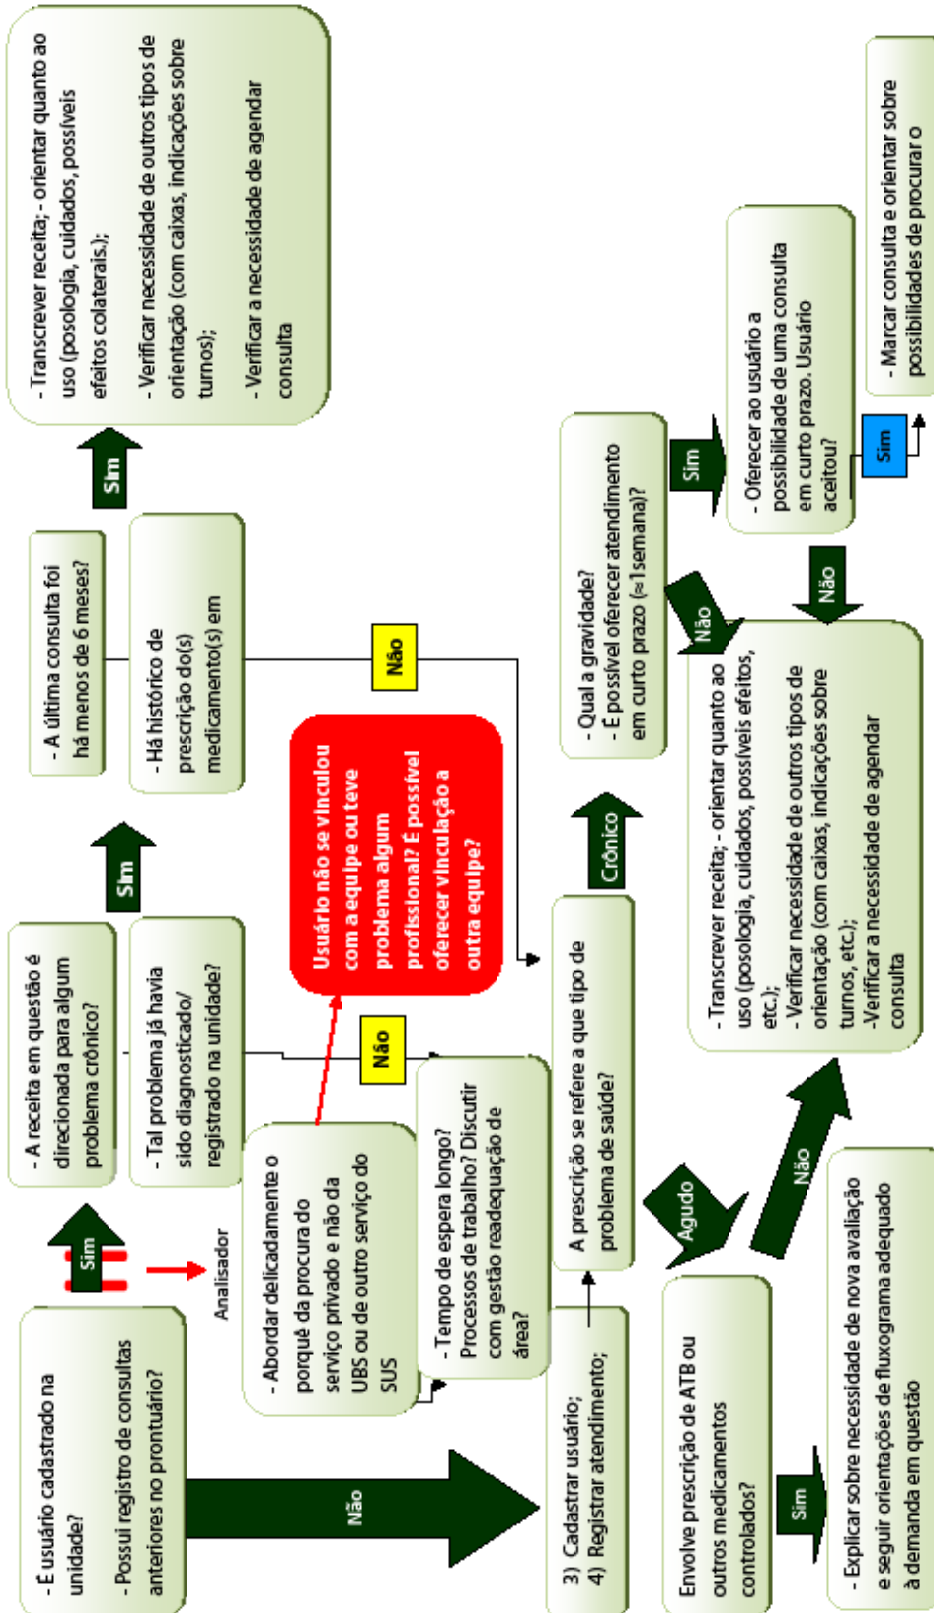 - É usuário cadastrado na
unidade?
- Possui registro de consultas
anteriores no prontuário?
Sim
Analisador
- A receita em questão é
direcionada para algum
problema crônico?
- Tal problema já havia
sido diagnosticado/
registrado na unidade?
Sim
- A última consulta foi
há menos de 6 meses?
- Há histórico de
prescrição do(s)
medicamento(s) em
Sim
- Transcrever receita; - orientar quanto ao
uso (posologia, cuidados, possíveis
efeitos colaterais.);
- Verificar necessidade de outros tipos de
orientação (com caixas, indicações sobre
turnos);
- Verificar a necessidade de agendar
consulta
- Abordar delicadamente o
porquê da procura do
serviço privado e não da
UBS ou de outro serviço do
SUS
Usuário não se vinculou
com a equipe ou teve
problema algum
profissional? É possível
oferecer vinculação a
outra equipe?
Não
Não
- Tempo de espera longo?
Processos de trabalho? Discutir
com gestão readequação de
área?
Não
3) Cadastrar usuário;
4) Registrar atendimento;
A prescrição se refere a que tipo de
problema de saúde?
Crônico
- Qual a gravidade?
- É possível oferecer atendimento
em curto prazo (≈1semana)?
Sim
Não
- Oferecer ao usuário a
possibilidade de uma consulta
em curto prazo. Usuário
aceitou?
Sim
Não
- Marcar consulta e orientar sobre
possibilidades de procurar o
Agudo
Envolve prescrição de ATB ou
outros medicamentos
controlados?
Não
Sim
- Transcrever receita; - orientar quanto ao
uso (posologia, cuidados, possíveis efeitos,
etc.);
- Verificar necessidade de outros tipos de
orientação (com caixas, indicações sobre
turnos, etc.);
-Verificar a necessidade de agendar
consulta
- Explicar sobre necessidade de nova avaliação
e seguir orientações de fluxograma adequado
à demanda em questão